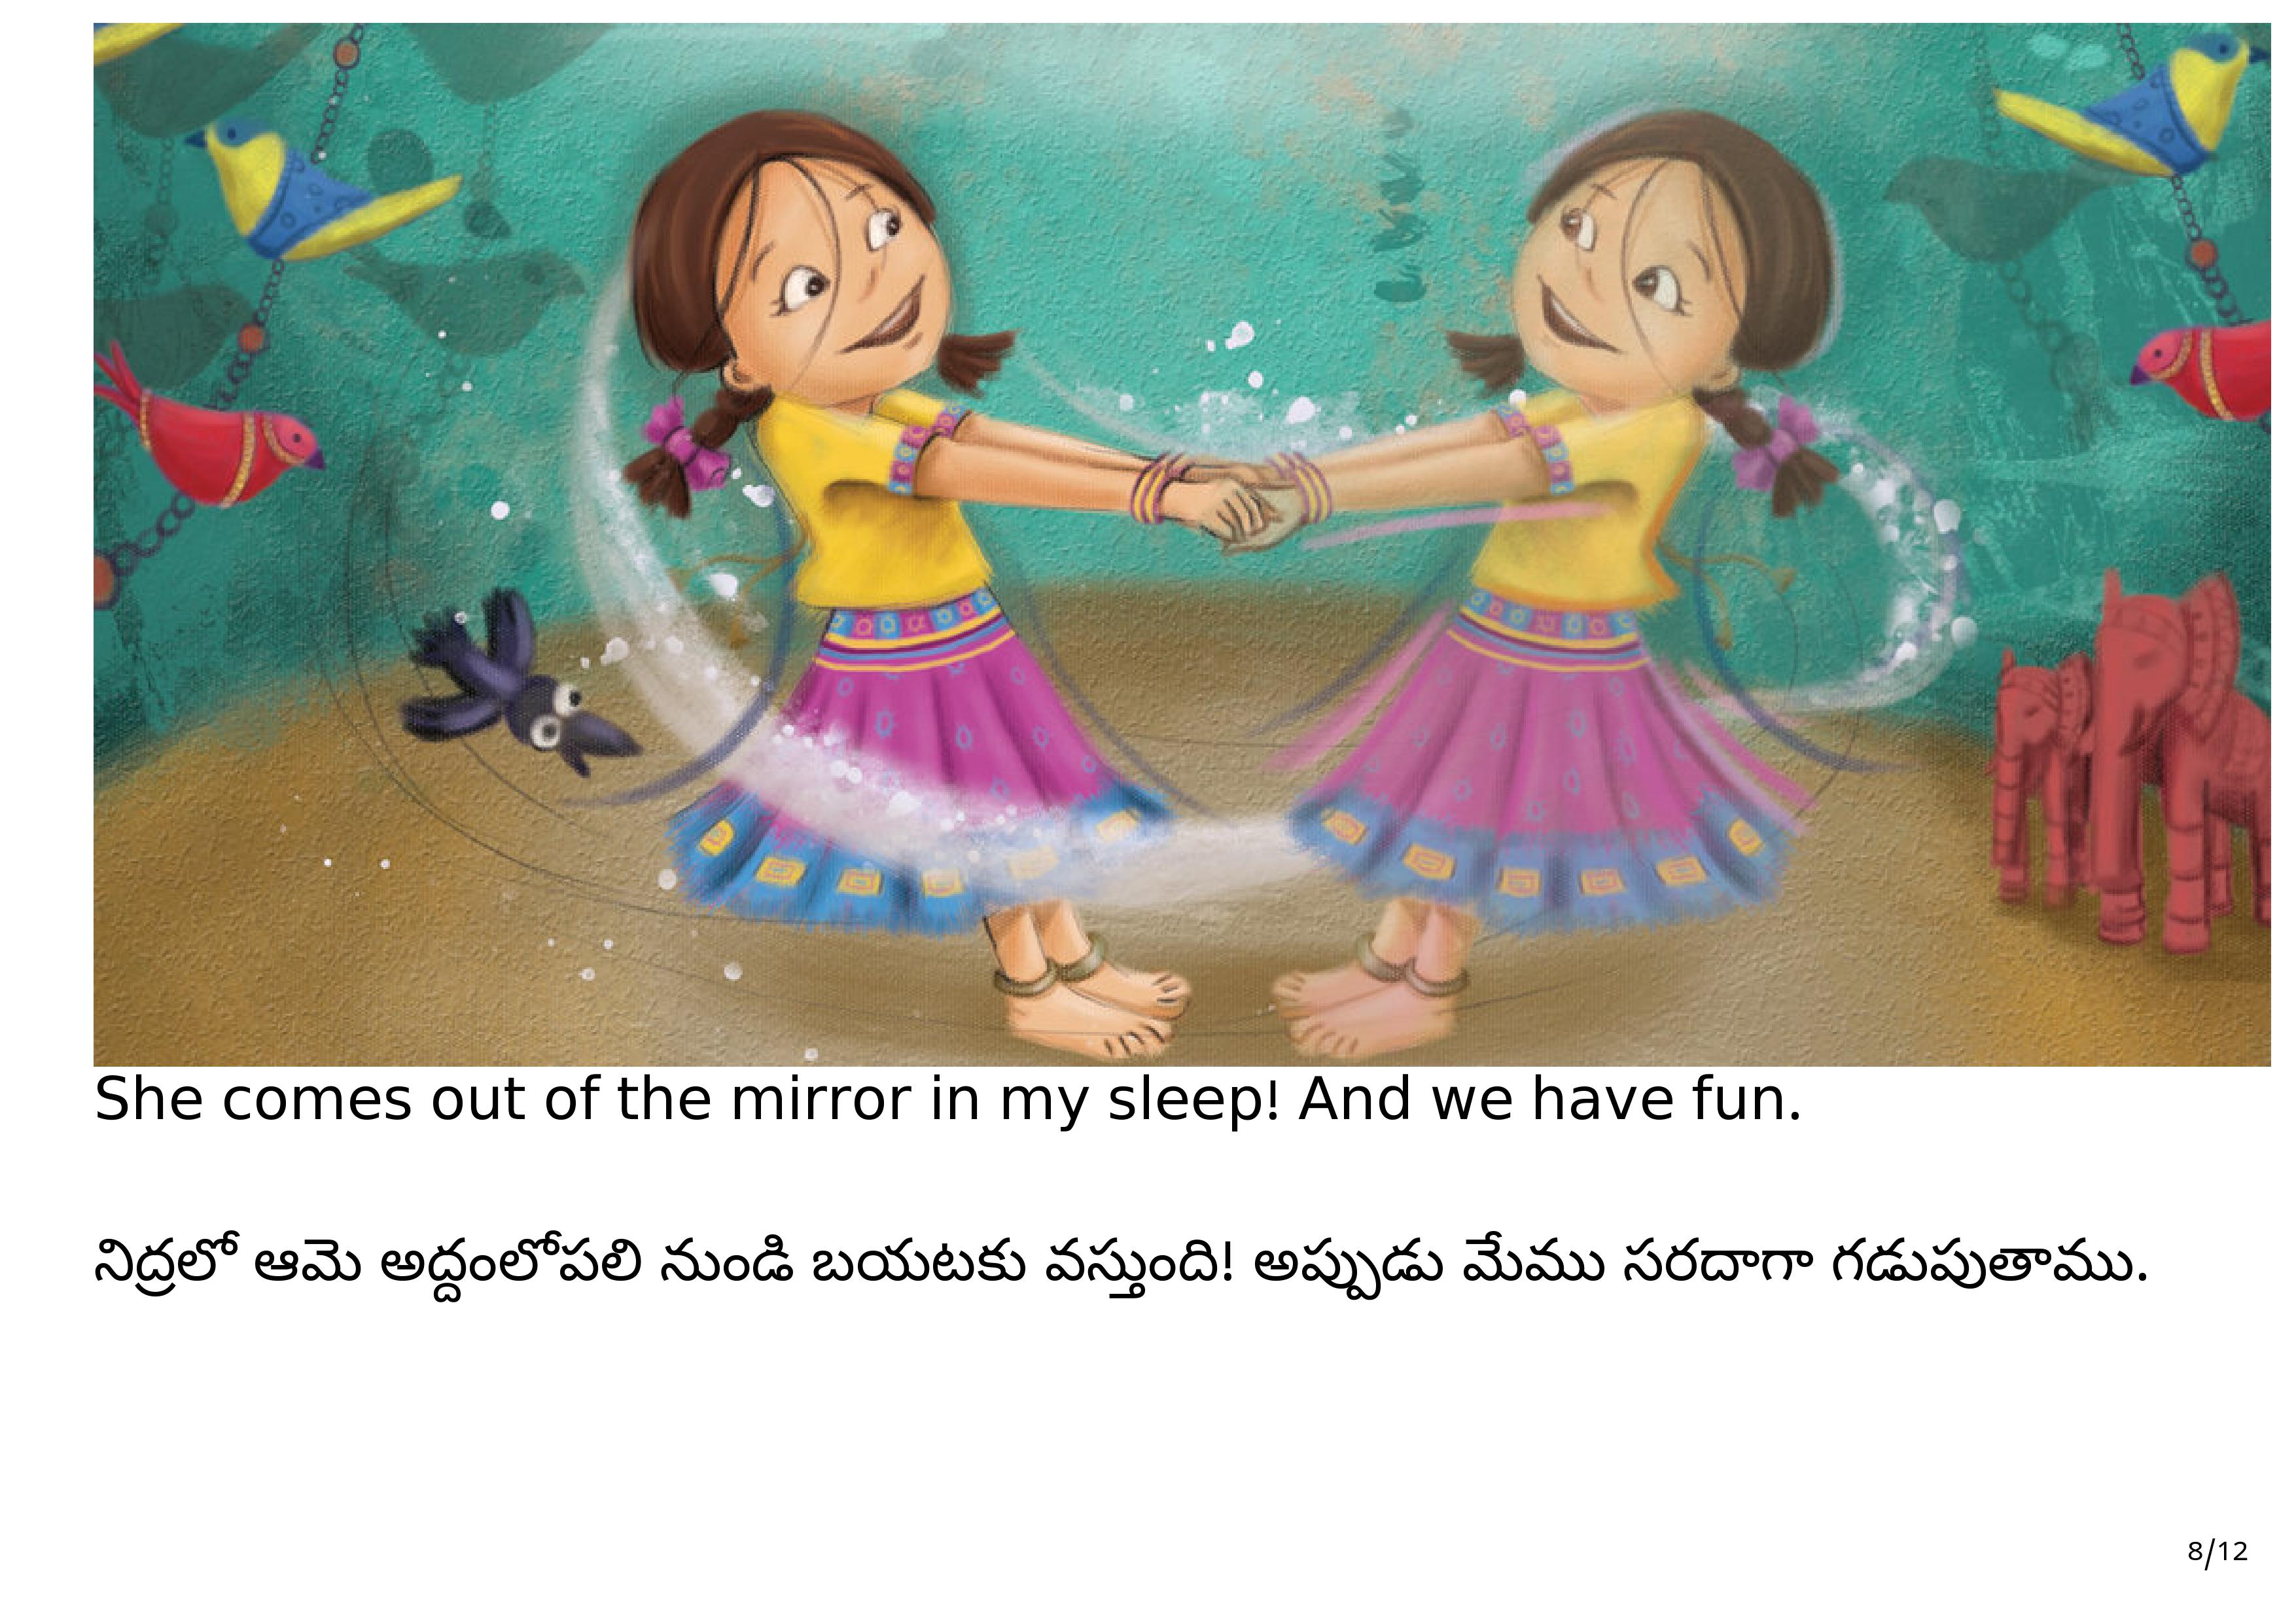 She comes out of the mirror in my sleep! And we have fun.
నిద్రలో ఆమె అద్దంలోపలి నుండి బయటకు వస్తుంది! అప్పుడు మేము సరదాగా గడుపుతాము.
8/12